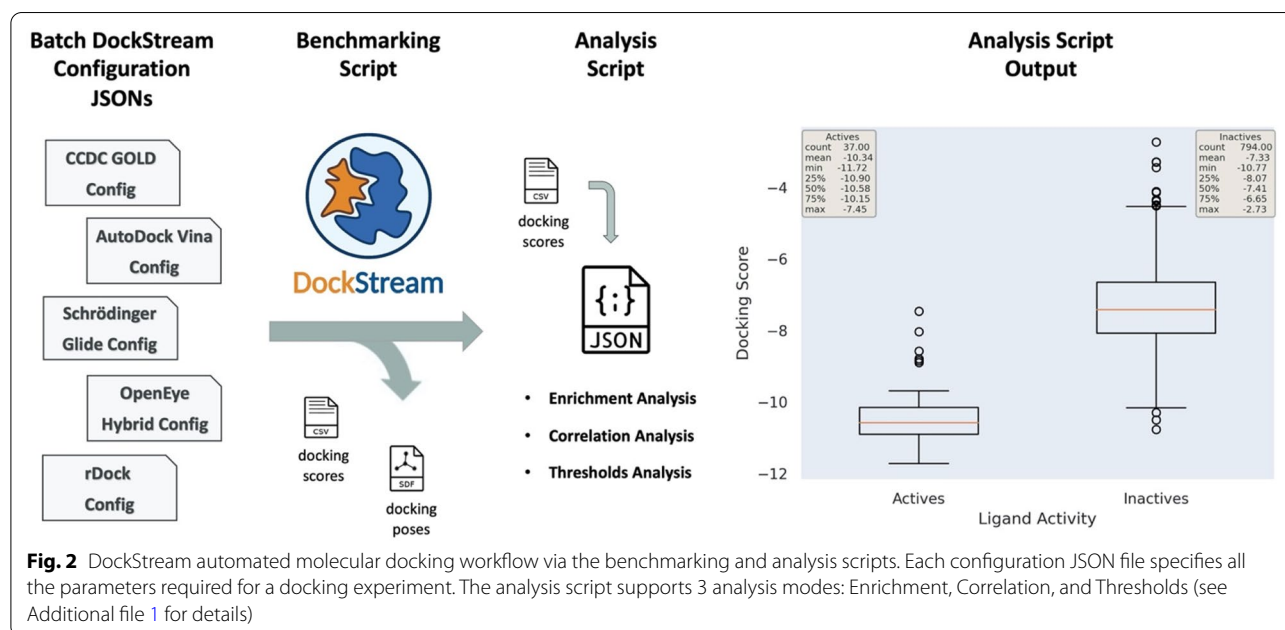 Batch DockStream
Configuration
JSONs
CCDC GOLD
Config
AutoDock Vina
Config
Schrödinger
Glide Config
OpenEye
Hybrid Config
rDock
Config
Benchmarking
Script
DockStream
CSV
docking
scores
SDF
docking
poses
Analysis
Script
CSV
docking
scores
{;}
JSON
• Enrichment Analysis
• Correlation Analysis
• Thresholds Analysis
Analysis Script
Output
Actives
count 37.00
mean -10.34
min -11.72
25% -10.90
50% -10.58
75% -10.15
max -7.45
Inactives
count 794.00
mean -7.33
min -10.77
25% -8.07
50% -7.41
75% -6.65
max -2.73
Docking Score
−4
−6
−8
−10
−12
Actives
Inactives
Ligand Activity
Fig. 2 DockStream automated molecular docking workflow via the benchmarking and analysis scripts. Each configuration JSON file specifies all
the parameters required for a docking experiment. The analysis script supports 3 analysis modes: Enrichment, Correlation, and Thresholds (see
Additional file 1 for details)